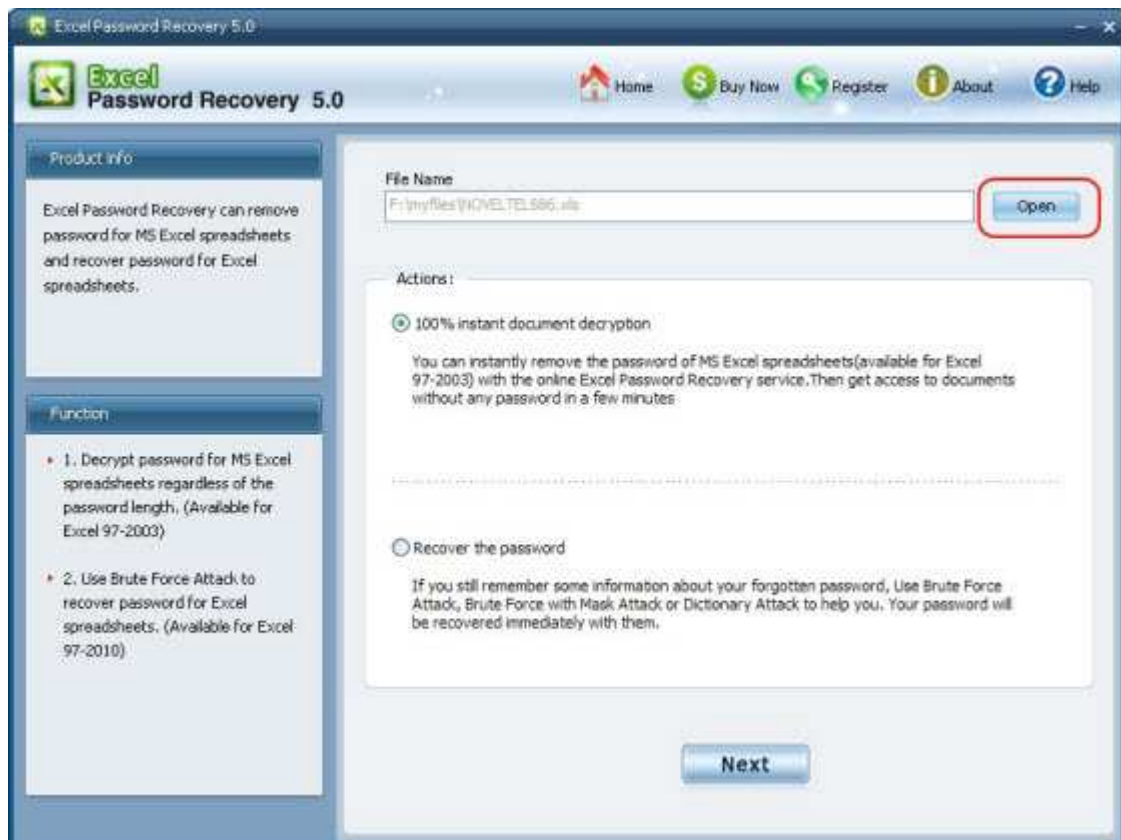 Excel Password Recovery 5.0
Excel
Password Recovery 5.0
Home
Buy Now
Register
About
Help
Product info
Excel Password Recovery can remove
password for MS Excel spreadsheets
and recover password for Excel
spreadsheets.
Function
1. Decrypt password for MS Excel
spreadsheets regardless of the
password length. (Available for
Excel 97-2003)
2. Use Brute Force Attack to
recover password for Excel
spreadsheets. (Available for Excel
97-2010)
File Name
Open
Actions:
100% instant document decryption
You can instantly remove the password of MS Excel spreadsheets(available for Excel
97-2003) with the online Excel Password Recovery service.Then get access to documents
without any password in a few minutes
Recover the password
If you still remember some information about your forgotten password, Use Brute Force
Attack, Brute Force with Mask Attack or Dictionary Attack to help you. Your password will
be recovered immediately with them.
Next